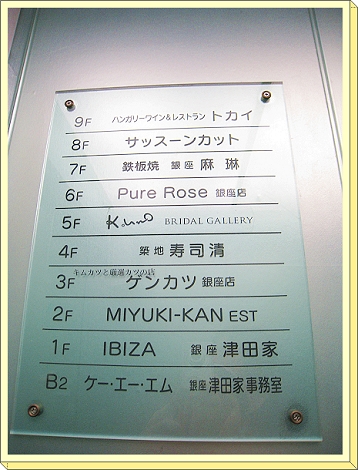 9F ハンガリーワイン&レストラン トカイ
8F サッスーンカット
7F 鉄板焼 銀座 麻琳
6F Pure Rose 銀座店
5F K.UNO BRIDAL GALLERY
4F 築地 寿司清
キムカツと厳選カツの店
3F ゲンカツ 銀座店
2F MIYUKI-KAN EST
1F IBIZA 銀座 津田家
B2 ケー・エー・エム 銀座 津田家事務室